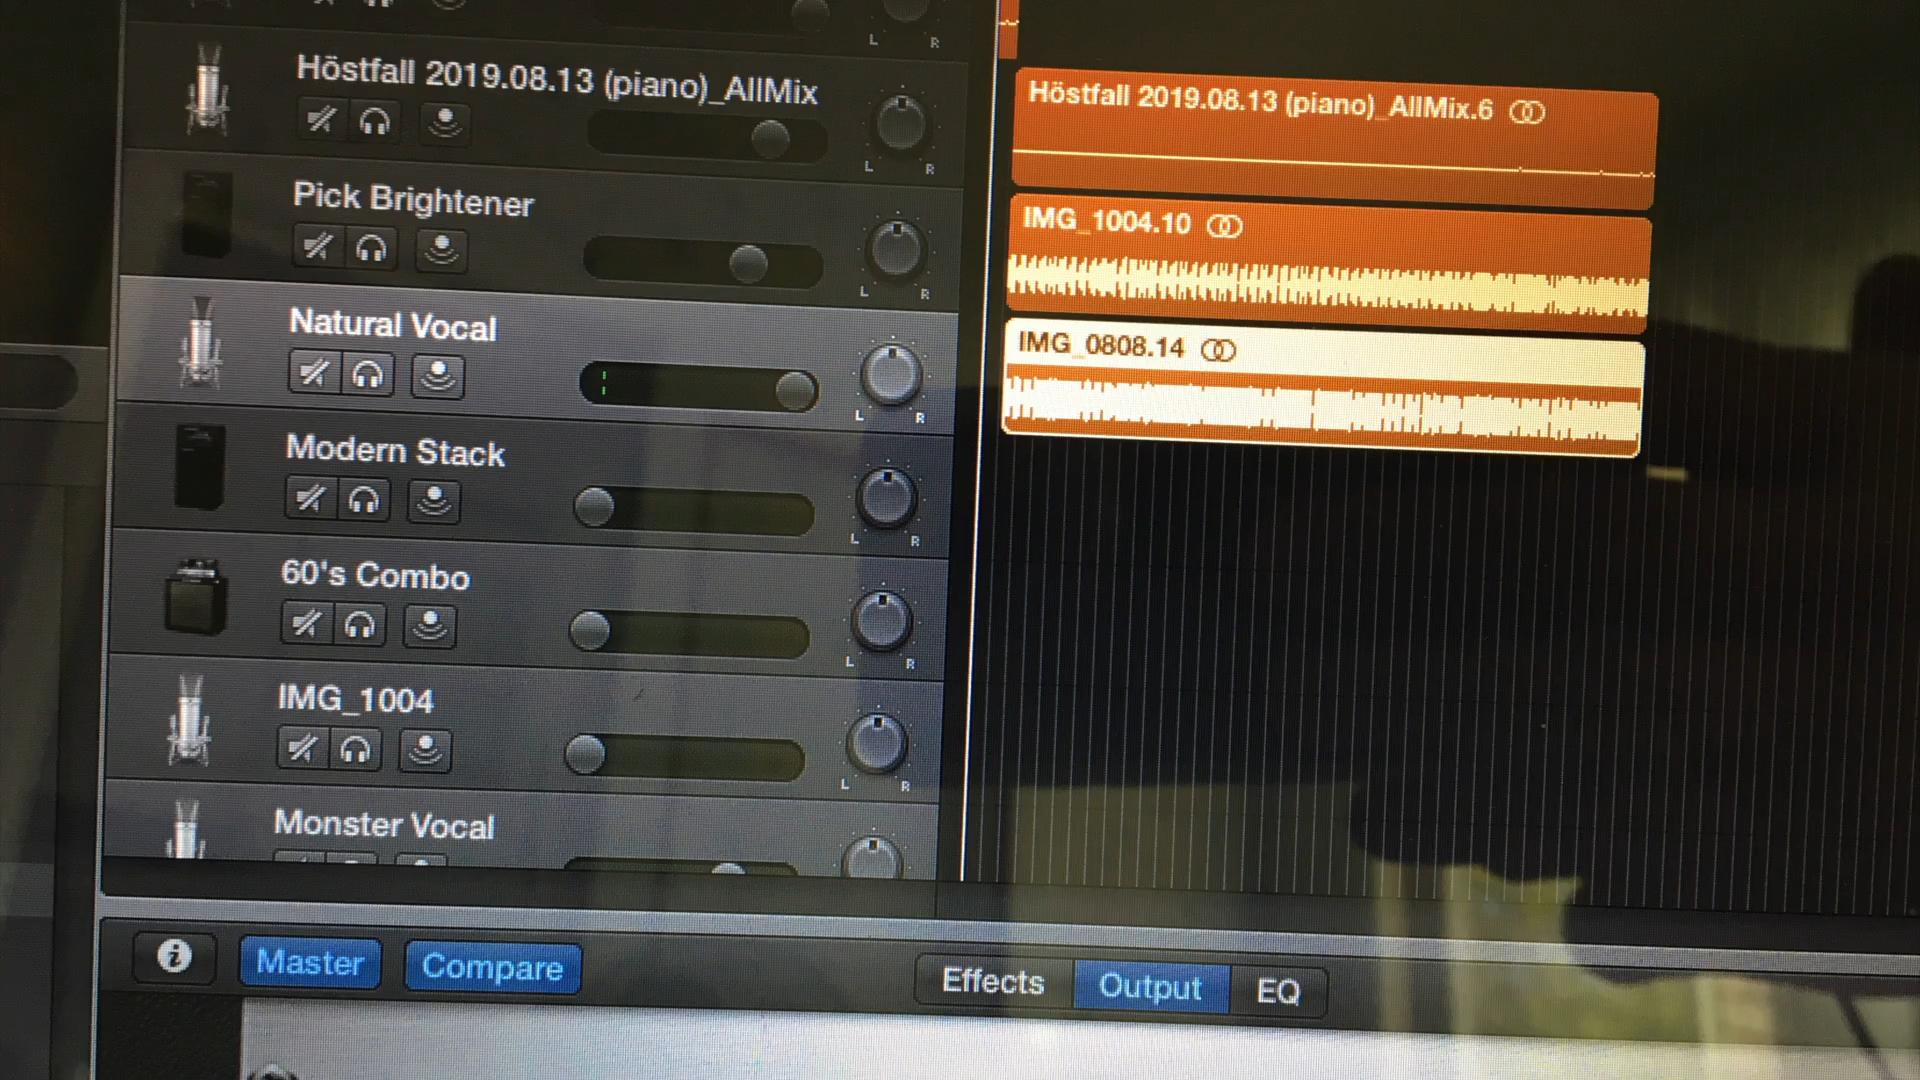 L R
Höstfall 2019.08.13 (piano)_AllMix
L R
Pick Brightener
L R
Natural Vocal
L R
Modern Stack
L R
60's Combo
L R
IMG_1004
L R
Monster Vocal
Höstfall 2019.08.13 (piano)_AllMix.6
IMG_1004.10
IMG_0808.14
i Master Compare
Effects Output EQ